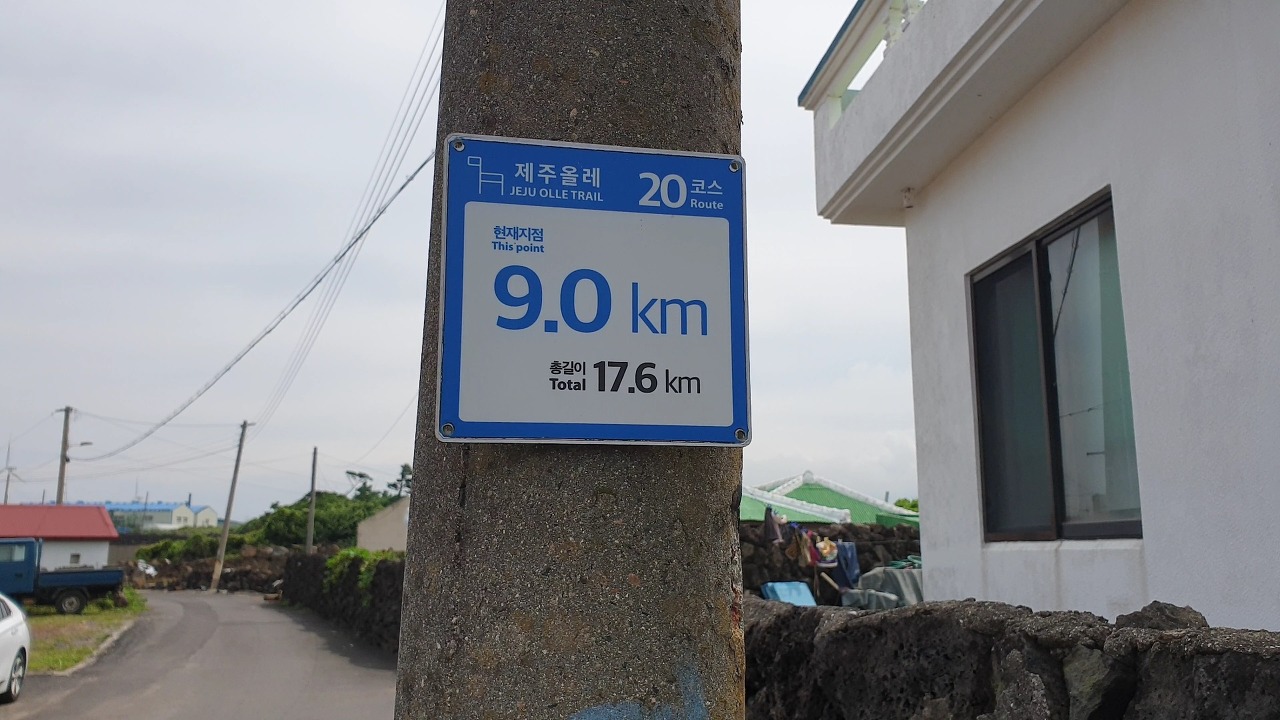 제주올레
JEJU OLLE TRAIL
20 코스
Route
현재지점
This point
9.0 km
총길이
Total 17.6 km